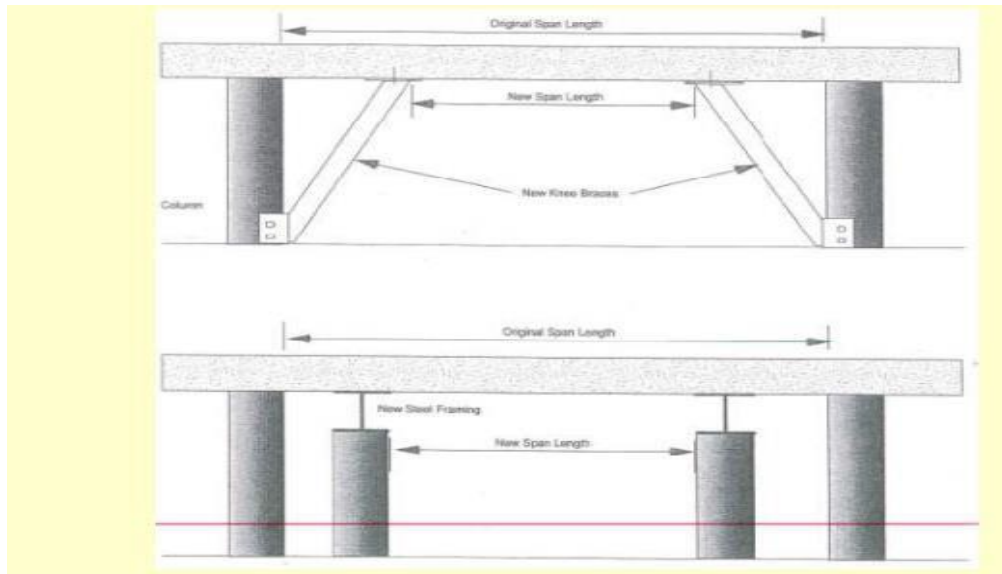 Original Span Length
New Span Length
New Knee Braces
Column
Original Span Length
New Steel Framing
New Span Length